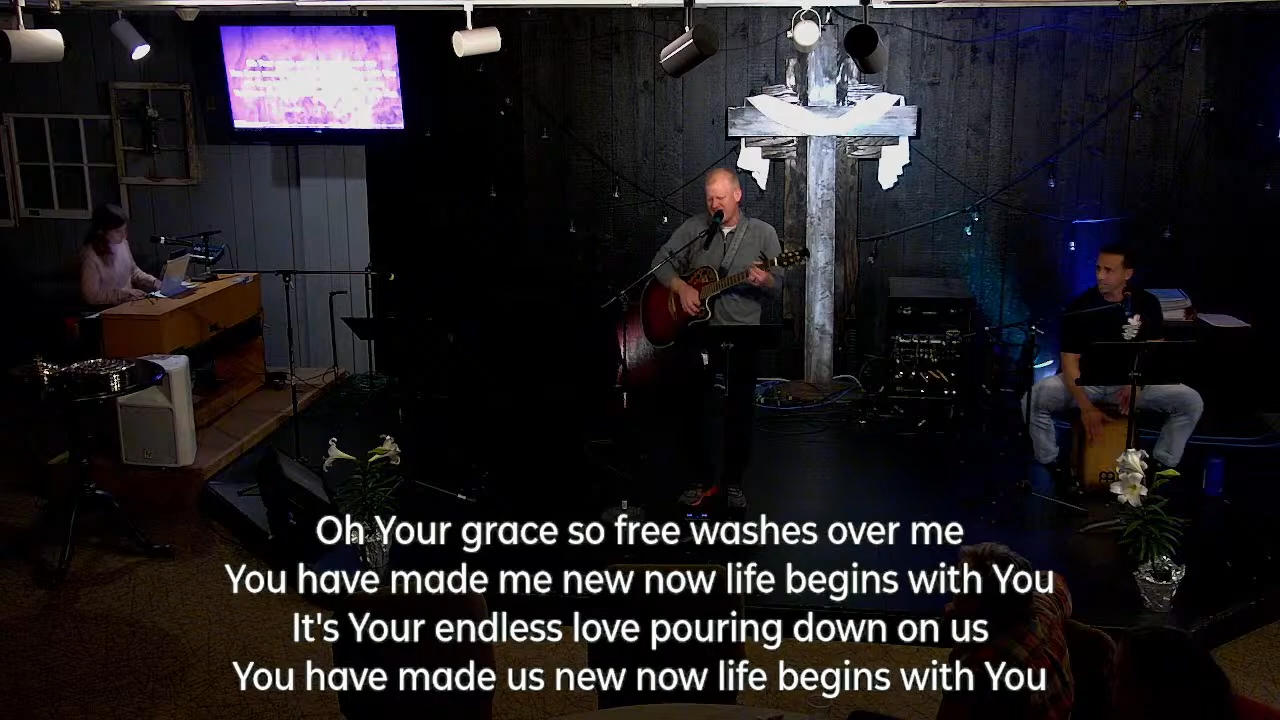 Oh Your grace so free washes over me
You have made me new now life begins with You
It's Your endless love pouring down on us
You have made us new now life begins with You